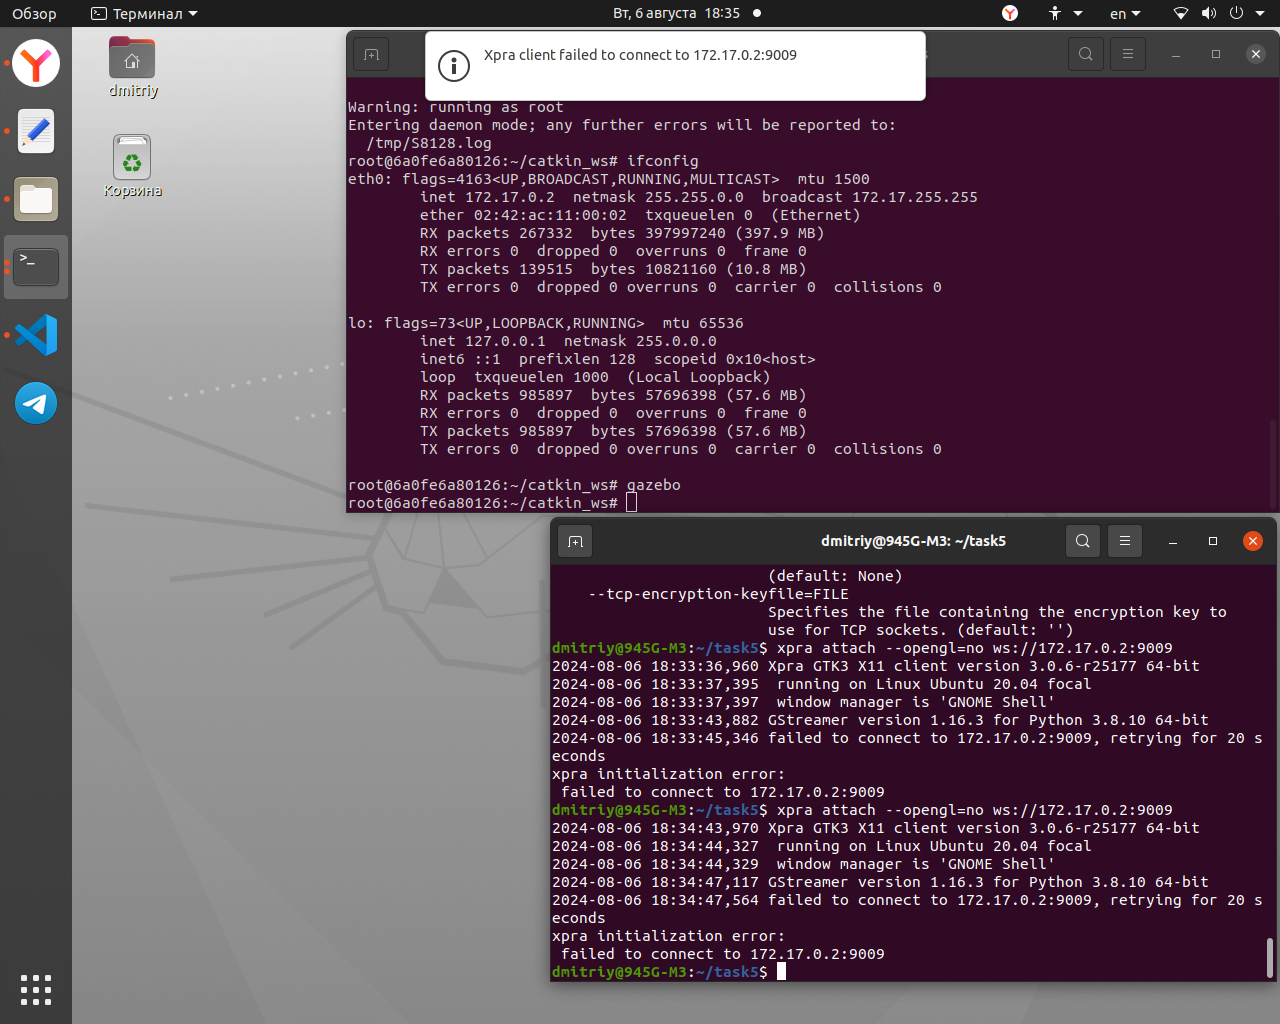 Обзор
Терминал
Вт, 6 августа 18:35
en
dmitriy
Корзина
Xpra client failed to connect to 172.17.0.2:9009
Warning: running as root
Entering daemon mode; any further errors will be reported to:
  /tmp/S8128.log
root@6a0fe6a80126:~/catkin_ws# ifconfig
eth0: flags=4163<UP,BROADCAST,RUNNING,MULTICAST>  mtu 1500
        inet 172.17.0.2  netmask 255.255.0.0  broadcast 172.17.255.255
        ether 02:42:ac:11:00:02  txqueuelen 0  (Ethernet)
        RX packets 267332  bytes 397997240 (397.9 MB)
        RX errors 0  dropped 0  overruns 0  frame 0
        TX packets 139515  bytes 10821160 (10.8 MB)
        TX errors 0  dropped 0 overruns 0  carrier 0  collisions 0
lo: flags=73<UP,LOOPBACK,RUNNING>  mtu 65536
        inet 127.0.0.1  netmask 255.0.0.0
        inet6 ::1  prefixlen 128  scopeid 0x10<host>
        loop  txqueuelen 1000  (Local Loopback)
        RX packets 985897  bytes 57696398 (57.6 MB)
        RX errors 0  dropped 0  overruns 0  frame 0
        TX packets 985897  bytes 57696398 (57.6 MB)
        TX errors 0  dropped 0 overruns 0  carrier 0  collisions 0
root@6a0fe6a80126:~/catkin_ws# gazebo
root@6a0fe6a80126:~/catkin_ws#
dmitriy@945G-M3: ~/task5
                        (default: None)
    --tcp-encryption-keyfile=FILE
                        Specifies the file containing the encryption key to
                        use for TCP sockets. (default: '')
dmitriy@945G-M3:~/task5$ xpra attach --opengl=no ws://172.17.0.2:9009
2024-08-06 18:33:36,960 Xpra GTK3 X11 client version 3.0.6-r25177 64-bit
2024-08-06 18:33:37,395  running on Linux Ubuntu 20.04 focal
2024-08-06 18:33:37,397  window manager is 'GNOME Shell'
2024-08-06 18:33:43,882 GStreamer version 1.16.3 for Python 3.8.10 64-bit
2024-08-06 18:33:45,346 failed to connect to 172.17.0.2:9009, retrying for 20 s
econds
xpra initialization error:
 failed to connect to 172.17.0.2:9009
dmitriy@945G-M3:~/task5$ xpra attach --opengl=no ws://172.17.0.2:9009
2024-08-06 18:34:43,970 Xpra GTK3 X11 client version 3.0.6-r25177 64-bit
2024-08-06 18:34:44,327  running on Linux Ubuntu 20.04 focal
2024-08-06 18:34:44,329  window manager is 'GNOME Shell'
2024-08-06 18:34:47,117 GStreamer version 1.16.3 for Python 3.8.10 64-bit
2024-08-06 18:34:47,564 failed to connect to 172.17.0.2:9009, retrying for 20 s
econds
xpra initialization error:
 failed to connect to 172.17.0.2:9009
dmitriy@945G-M3:~/task5$